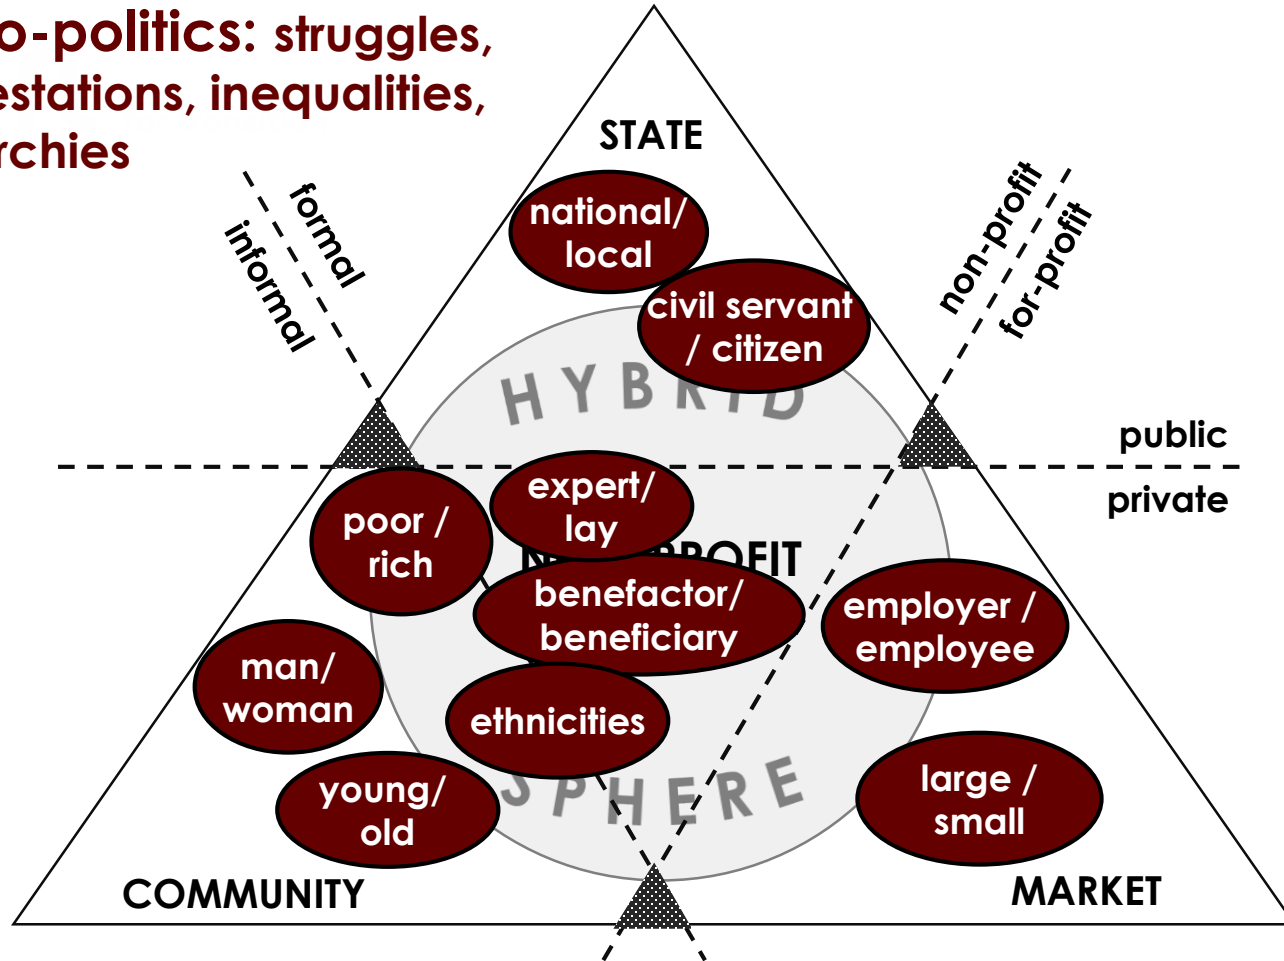 o-politics: struggles,
estations, inequalities,
rchies
STATE
formal
informal
non-profit
for-profit
national/
local
civil servant
/ citizen
HYBRID
public
private
expert/
lay
poor /
rich
PROFIT
benefactor/
beneficiary
employer /
employee
man/
woman
ethnicities
young/
old
SPHERE
large /
small
COMMUNITY
MARKET